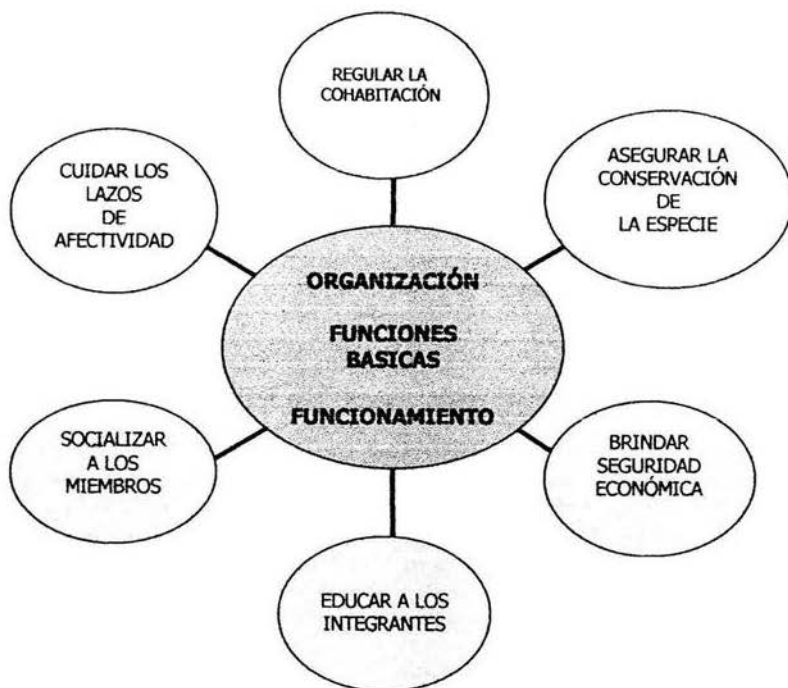 REGULAR LA
COHABITACIÓN
ASEGURAR LA
CONSERVACIÓN
DE
LA ESPECIE
CUIDAR LOS
LAZOS
DE
AFECTIVIDAD
ORGANIZACIÓN
FUNCIONES
BASICAS
FUNCIONAMIENTO
SOCIALIZAR
A LOS
MIEMBROS
BRINDAR
SEGURIDAD
ECONÓMICA
EDUCAR A LOS
INTEGRANTES